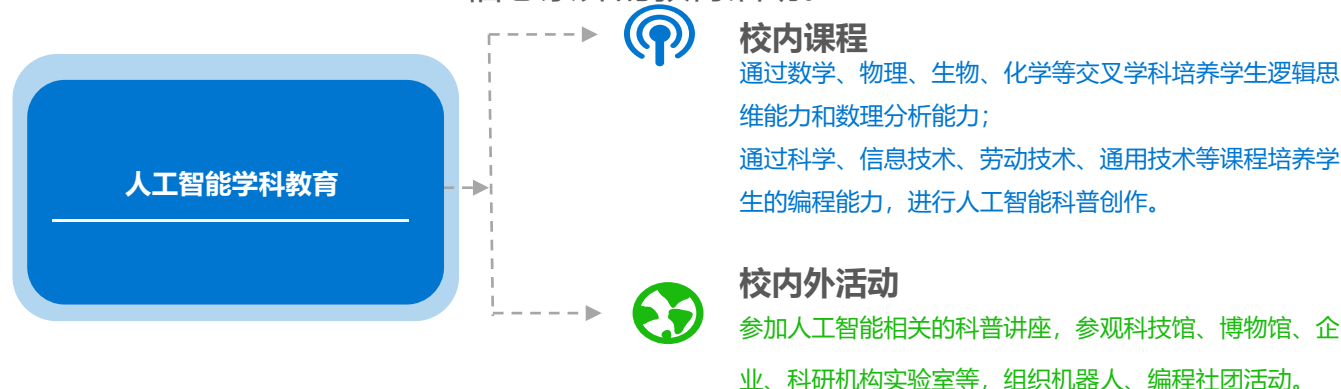 校内课程
通过数学、物理、生物、化学等交叉学科培养学生逻辑思
维能力和数理分析能力；
通过科学、信息技术、劳动技术、通用技术等课程培养学
生的编程能力，进行人工智能科普创作。
人工智能学科教育
校内外活动
参加人工智能相关的科普讲座，参观科技馆、博物馆、企
业、科研机构实验室等，组织机器人、编程社团活动。